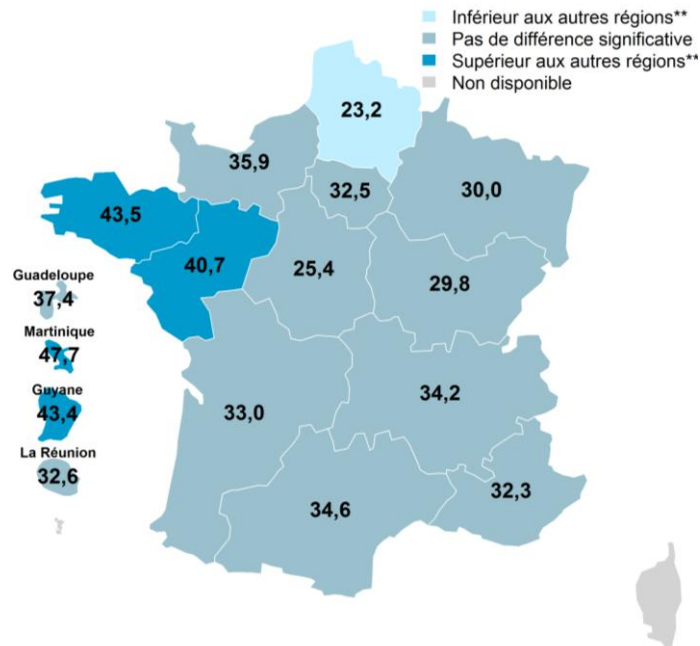 Inférieur aux autres régions**
Pas de différence significative
Supérieur aux autres régions**
Non disponible
23,2
35,9
32,5
30,0
43,5
40,7
25,4
29,8
Guadeloupe
37,4
Martinique
47,7
Guyane
43,4
La Réunion
32,6
33,0
34,2
34,6
32,3